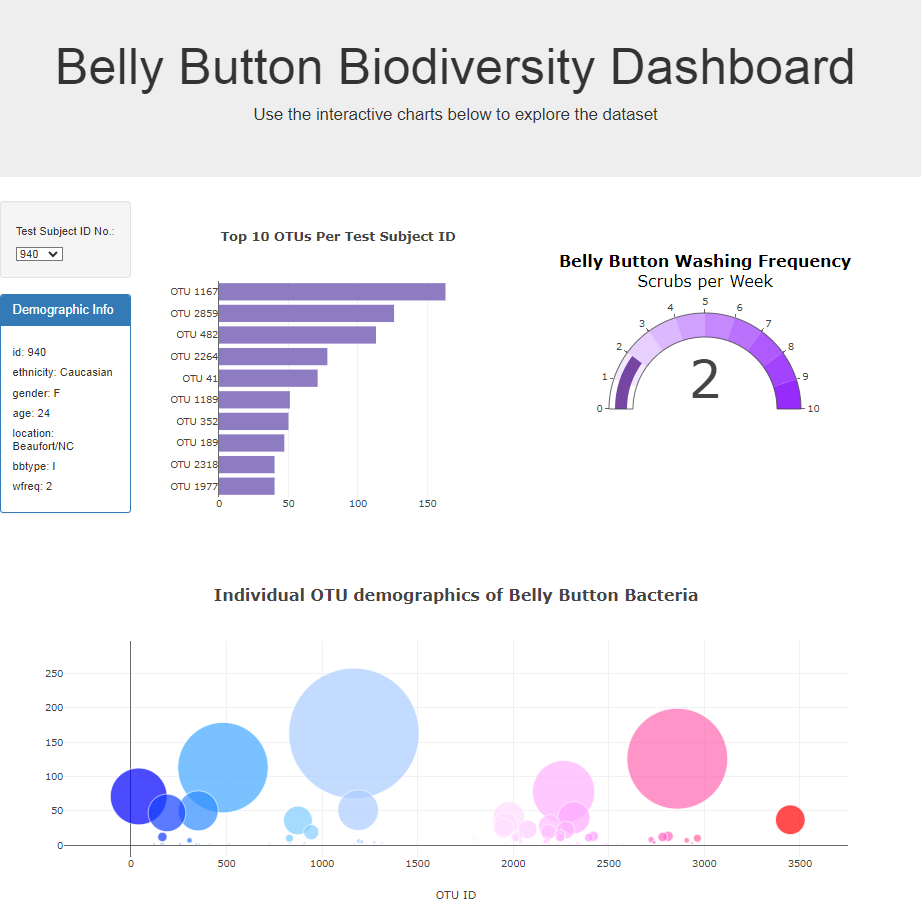 Belly Button Biodiversity Dashboard
Use the interactive charts below to explore the dataset
Test Subject ID No.:
940
Demographic Info
id: 940
ethnicity: Caucasian
gender: F
age: 24
location:
Beaufort/NC
bbtype: I
wfreq: 2
Top 10 OTUs Per Test Subject ID
OTU 1167
OTU 2859
OTU 482
OTU 2264
OTU 41
OTU 1189
OTU 352
OTU 189
OTU 2318
OTU 1977
0 50 100 150
Belly Button Washing Frequency
Scrubs per Week
0 1 2 3 4 5 6 7 8 9 10
2
Individual OTU demographics of Belly Button Bacteria
250
200
150
100
50
0
0 500 1000 1500 2000 2500 3000 3500
OTU ID